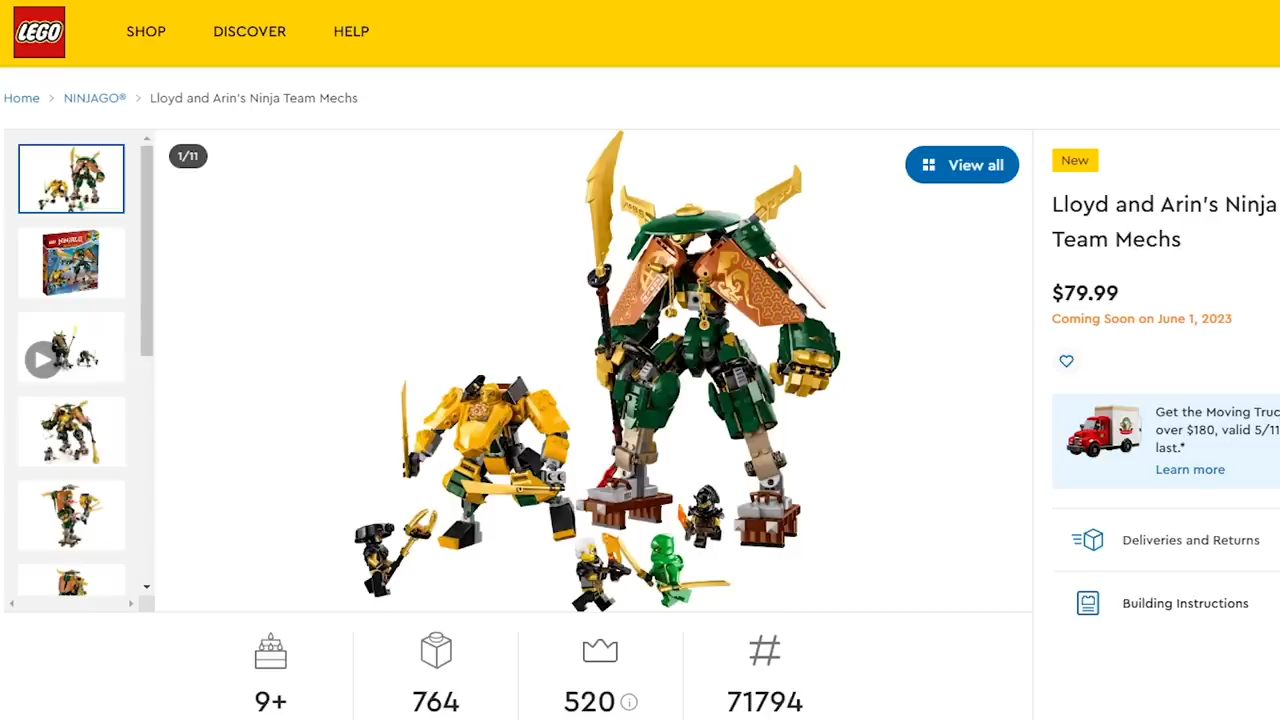 LEGO
SHOP
DISCOVER
HELP
Home > NINJAGO® > Lloyd and Arin's Ninja Team Mechs
1/11
View all
NINJAGO
New
Lloyd and Arin's Ninja
Team Mechs
$79.99
Coming Soon on June 1, 2023
Get the Moving Truc
over $180, valid 5/11
last.*
Learn more
Deliveries and Returns
Building Instructions
9+
764
520
71794